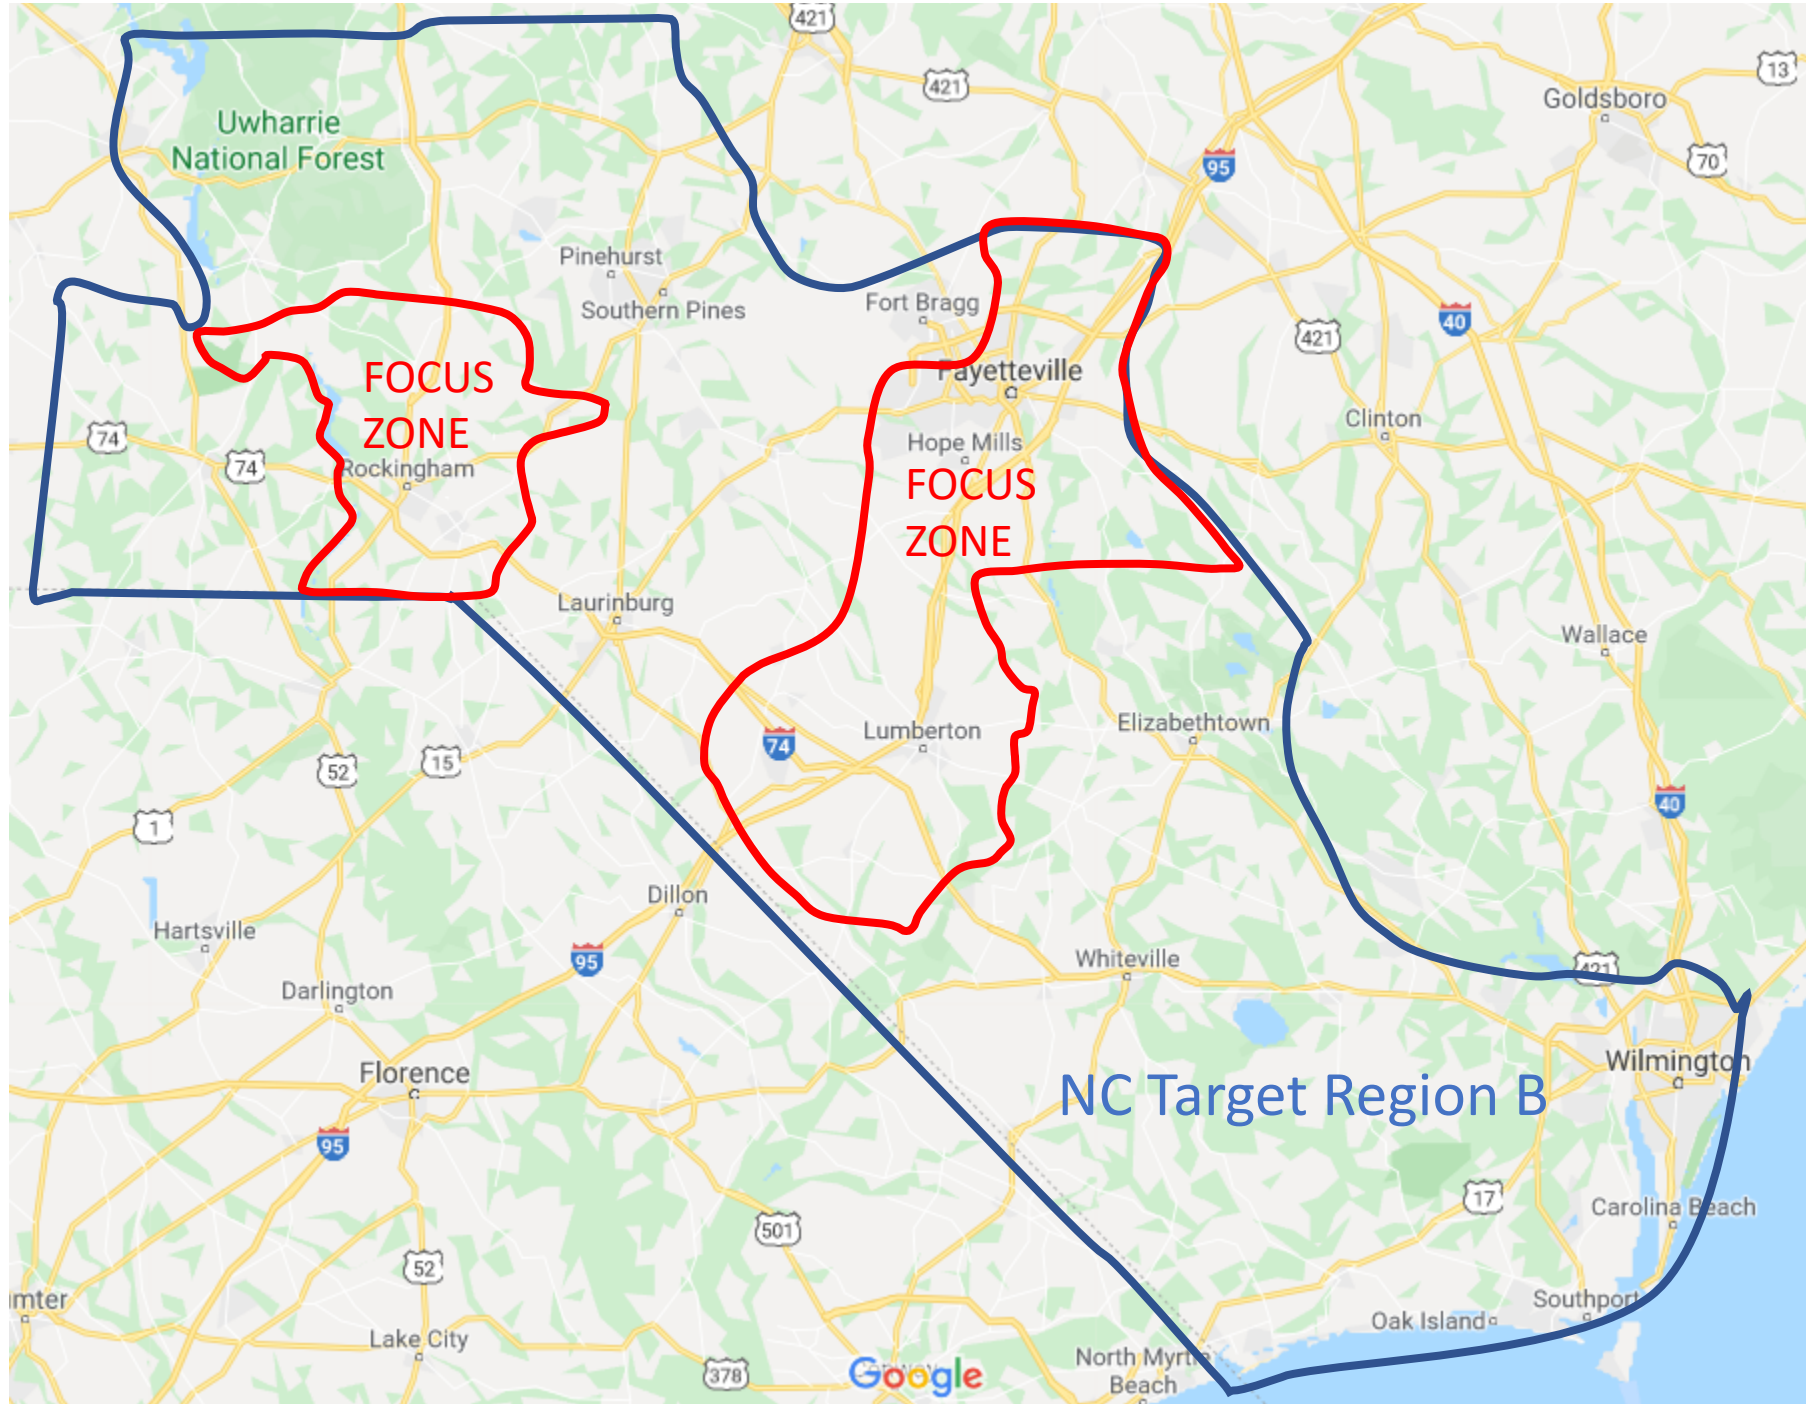 421
13
421
Goldsboro
Uwharrie
National Forest
70
95
Pinehurst
Southern Pines
Fort Bragg
40
421
FOCUS
ZONE
Fayetteville
Clinton
74
74
Rockingham
Hope Mills
FOCUS
ZONE
Laurinburg
Wallace
Elizabethtown
Lumberton
74
52
15
40
1
Dillon
Hartsville
95
Whiteville
421
Darlington
Florence
Wilmington
NC Target Region B
95
17
Carolina Beach
501
52
mter
Southport
Oak Island
Lake City
North Myrtle
Beach
378
Google